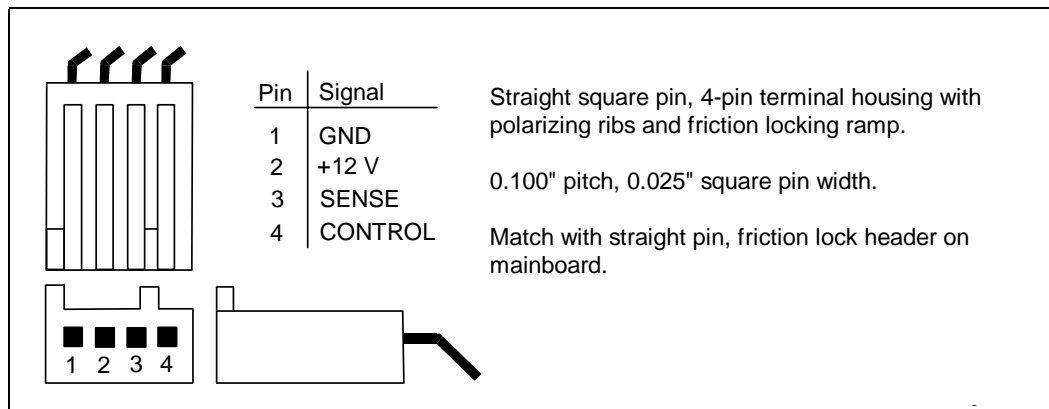 Pin Signal
1 GND
2 +12 V
3 SENSE
4 CONTROL
Straight square pin, 4-pin terminal housing with
polarizing ribs and friction locking ramp.
0.100" pitch, 0.025" square pin width.
Match with straight pin, friction lock header on
mainboard.
1 2 3 4